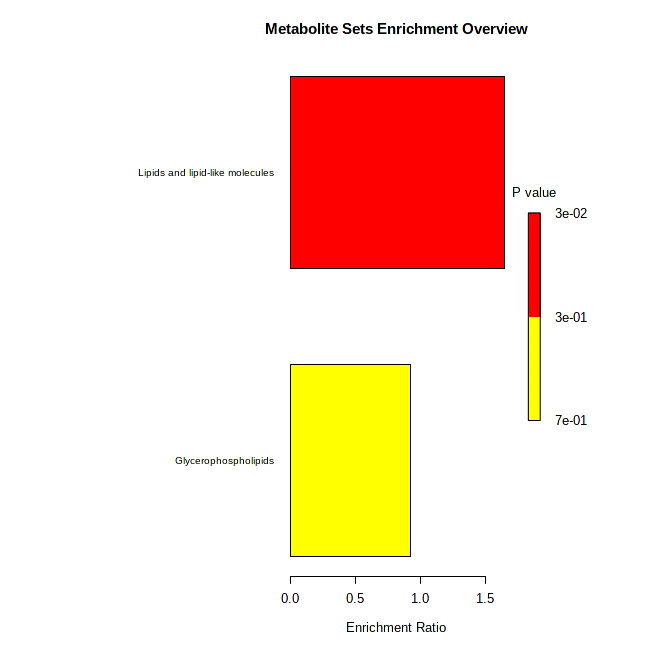 Metabolite Sets Enrichment Overview
Lipids and lipid-like molecules
P value
3e-02
3e-01
7e-01
Glycerophospholipids
0.0 0.5 1.0 1.5
Enrichment Ratio